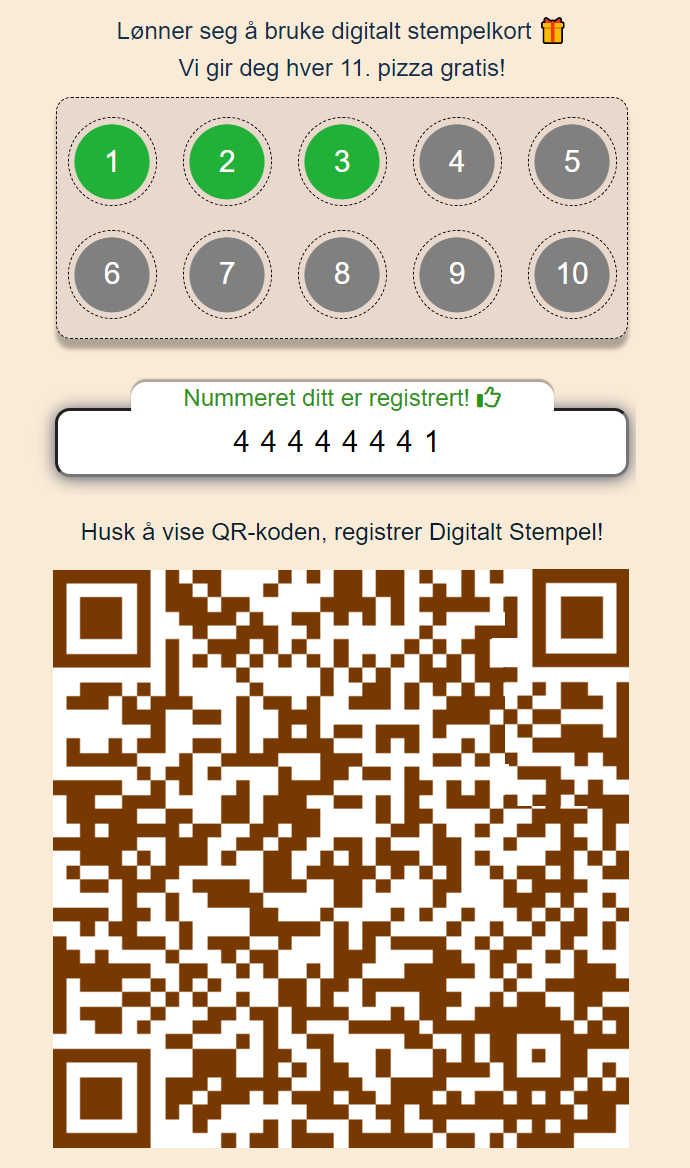 Lønner seg å bruke digitalt stempelkort 🎁
Vi gir deg hver 11. pizza gratis!
1 2 3 4 5
6 7 8 9 10
Nummeret ditt er registrert!
4 4 4 4 4 4 4 1
Husk å vise QR-koden, registrer Digitalt Stempel!